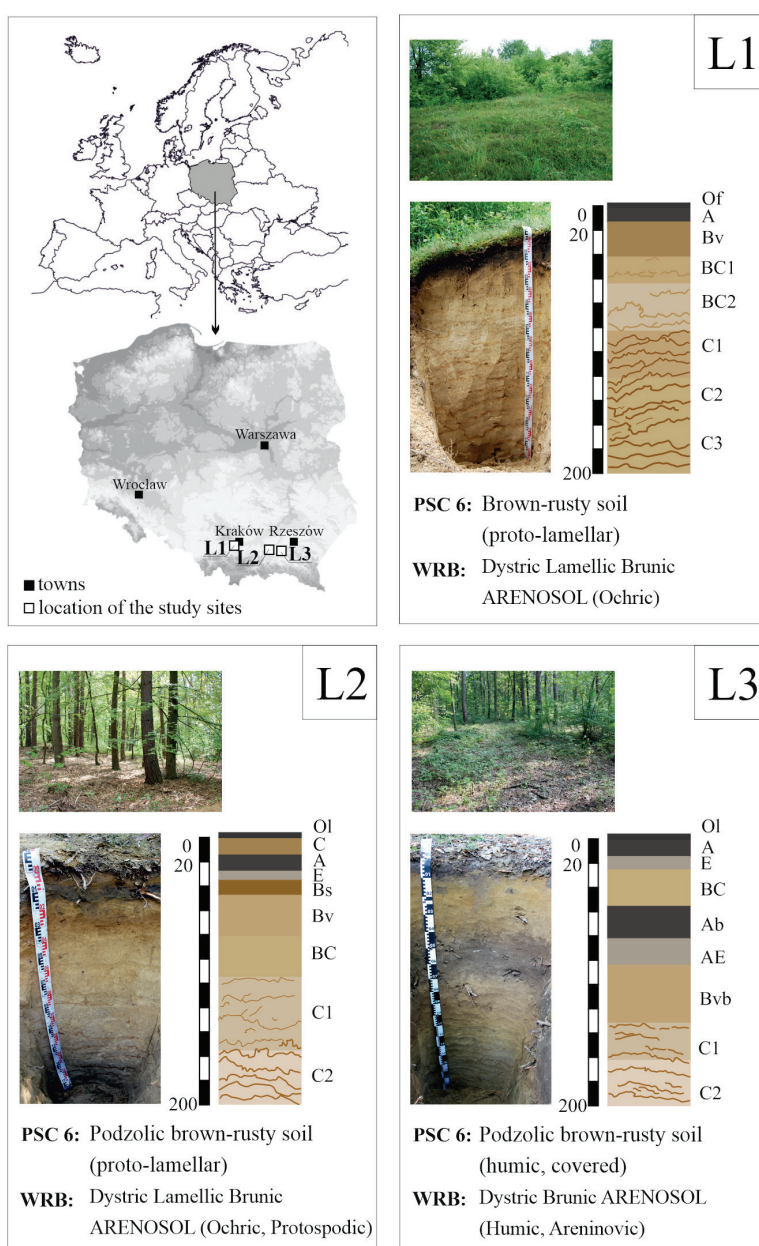 Warszawa
Wrocław
Kraków Rzeszów
L1
L2
L3
towns
location of the study sites
L1
0
20
200
Of
A
Bv
BC1
BC2
C1
C2
C3
PSC 6: Brown-rusty soil
(proto-lamellar)
WRB: Dystric Lamellic Brunic
ARENOSOL (Ochric)
L2
0
20
200
Ol
C
A
E
Bs
Bv
BC
C1
C2
PSC 6: Podzolic brown-rusty soil
(proto-lamellar)
WRB: Dystric Lamellic Brunic
ARENOSOL (Ochric, Protospodic)
L3
0
20
200
Ol
A
E
BC
Ab
AE
Bvb
C1
C2
PSC 6: Podzolic brown-rusty soil
(humic, covered)
WRB: Dystric Brunic ARENOSOL
(Humic, Areninovic)